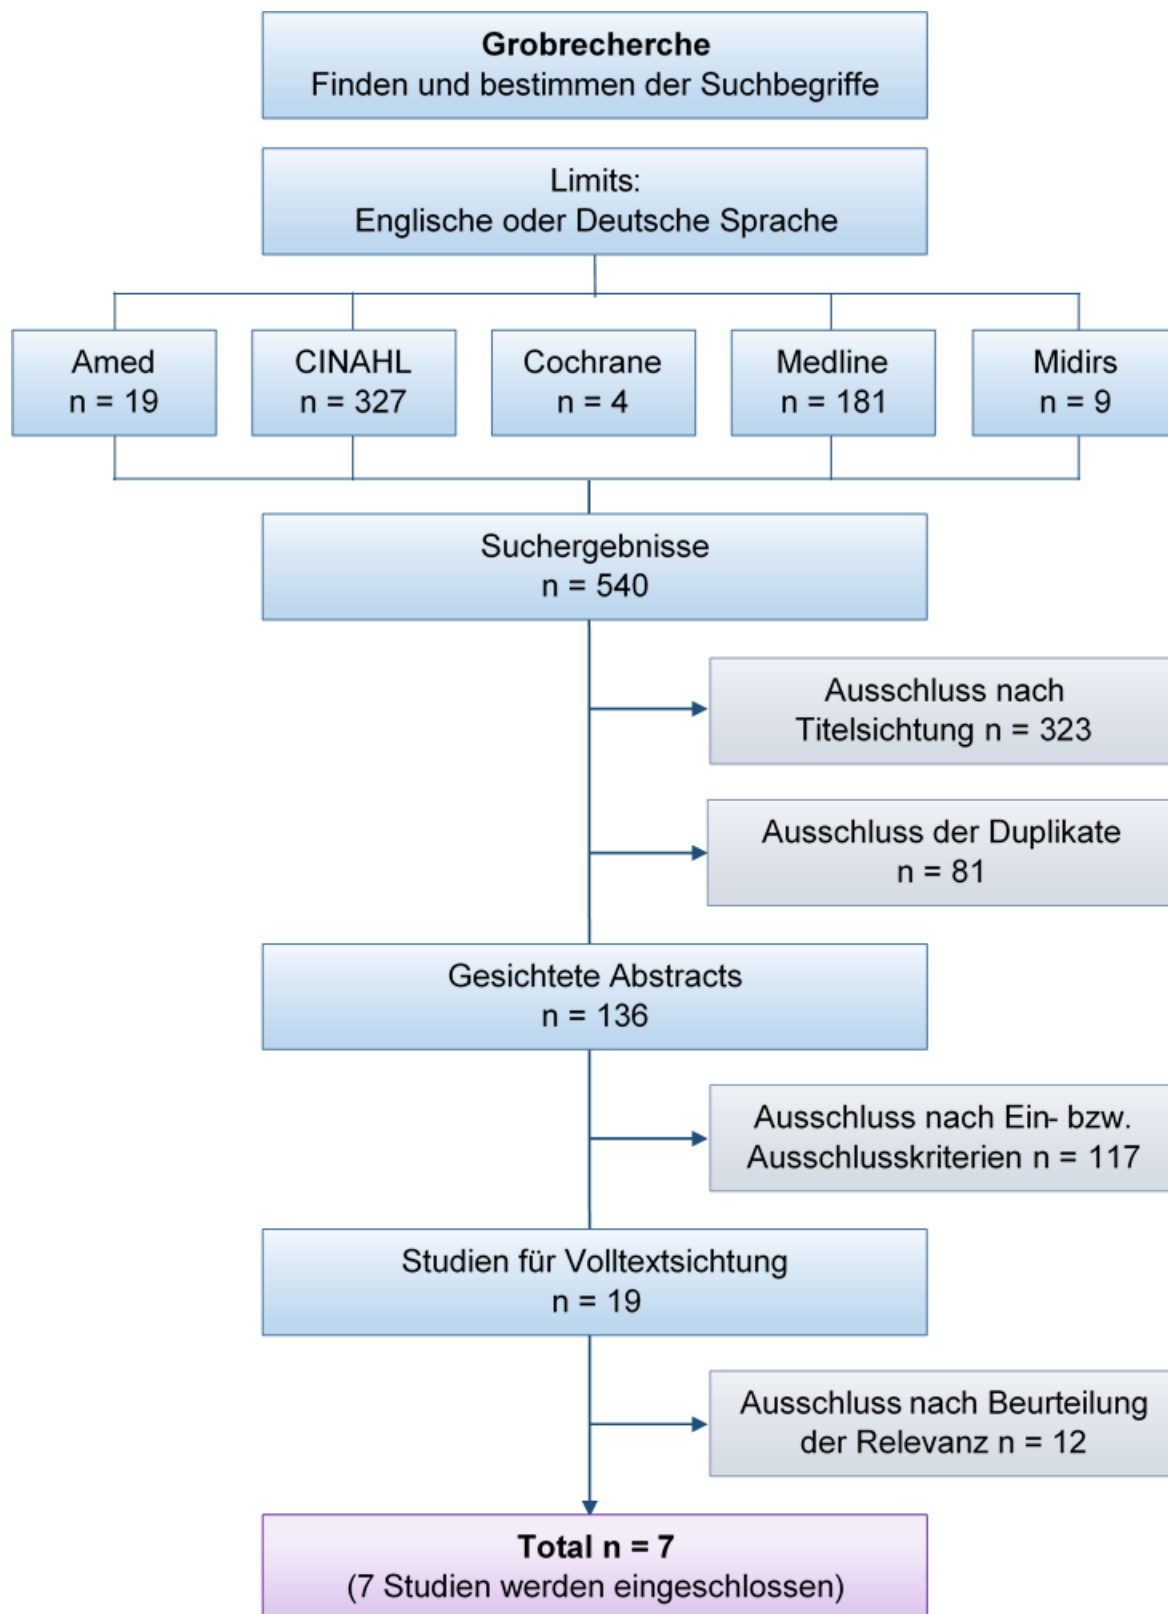 Grobrecherche
Finden und bestimmen der Suchbegriffe
Limits:
Englische oder Deutsche Sprache
Amed
n = 19
CINAHL
n = 327
Cochrane
n = 4
Medline
n = 181
Midirs
n = 9
Suchergebnisse
n = 540
Ausschluss nach
Titelsichtung n = 323
Ausschluss der Duplikate
n = 81
Gesichtete Abstracts
n = 136
Ausschluss nach Ein- bzw.
Ausschlusskriterien n = 117
Studien für Volltextsichtung
n = 19
Ausschluss nach Beurteilung
der Relevanz n = 12
Total n = 7
(7 Studien werden eingeschlossen)